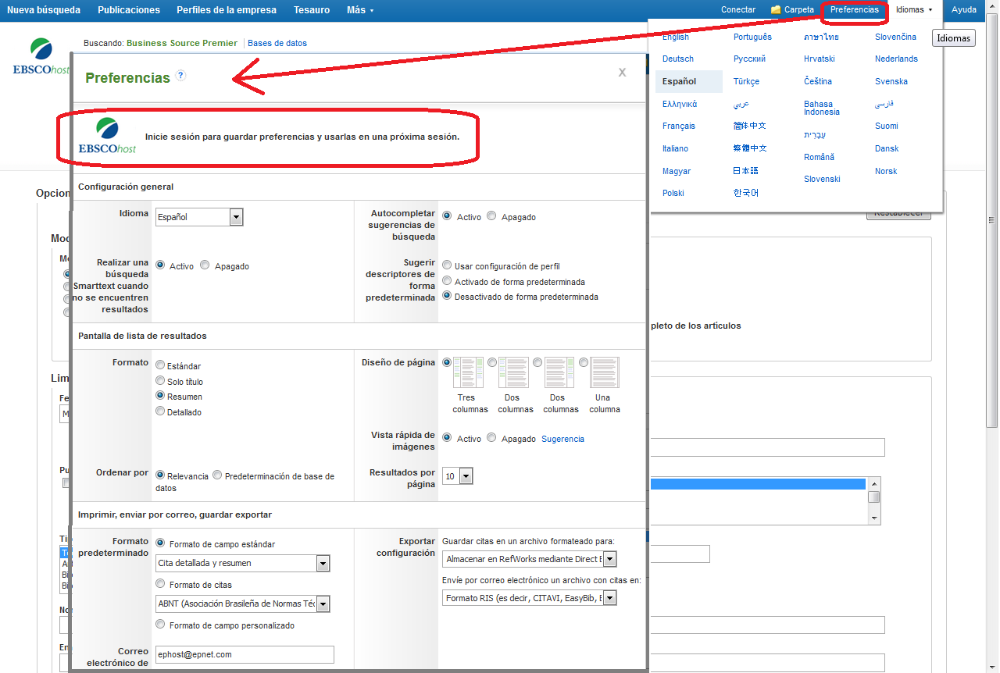 Nueva búsqueda Publicaciones Perfiles de la empresa Tesauro Más Conectar Carpeta Preferencias Idiomas Ayuda
EBSCOhost
Buscando: Business Source Premier Bases de datos
English Português ภาษาไทย Slovenčina
Deutsch Русский Hrvatski Nederlands
Español Türkçe Čeština Svenska
Ελληνικά عربي Bahasa Indonesia فارسی
Français 简体中文 עִבְרִית Suomi
Italiano 繁體中文 Română Dansk
Magyar 日本語 Slovenski Norsk
Polski 한국어
Idiomas
Restablecer
Preferencias ? X
EBSCOhost
Inicie sesión para guardar preferencias y usarlas en una próxima sesión.
Configuración general
Idioma Español
Autocompletar sugerencias de búsqueda Activo Apagado
Realizar una búsqueda Smarttext cuando no se encuentren resultados Activo Apagado
Sugerir descriptores de forma predeterminada
Usar configuración de perfil
Activado de forma predeterminada
Desactivado de forma predeterminada
Pantalla de lista de resultados
Formato
Estándar
Solo título
Resumen
Detallado
Diseño de página
Tres columnas
Dos columnas
Dos columnas
Una columna
Vista rápida de imágenes Activo Apagado Sugerencia
Ordenar por Relevancia Predeterminación de base de datos
Resultados por página 10
Imprimir, enviar por correo, guardar exportar
Formato predeterminado
Formato de campo estándar
Cita detallada y resumen
Formato de citas
ABNT (Asociación Brasileña de Normas Téc
Formato de campo personalizado
Exportar configuración
Guardar citas en un archivo formateado para:
Almacenar en RefWorks mediante Direct E
Envíe por correo electrónico un archivo con citas en:
Formato RIS (es decir, CITAVI, EasyBib, E
Correo electrónico de
ephost@epnet.com
Opcion
Moc
pleto de los artículos
Lim